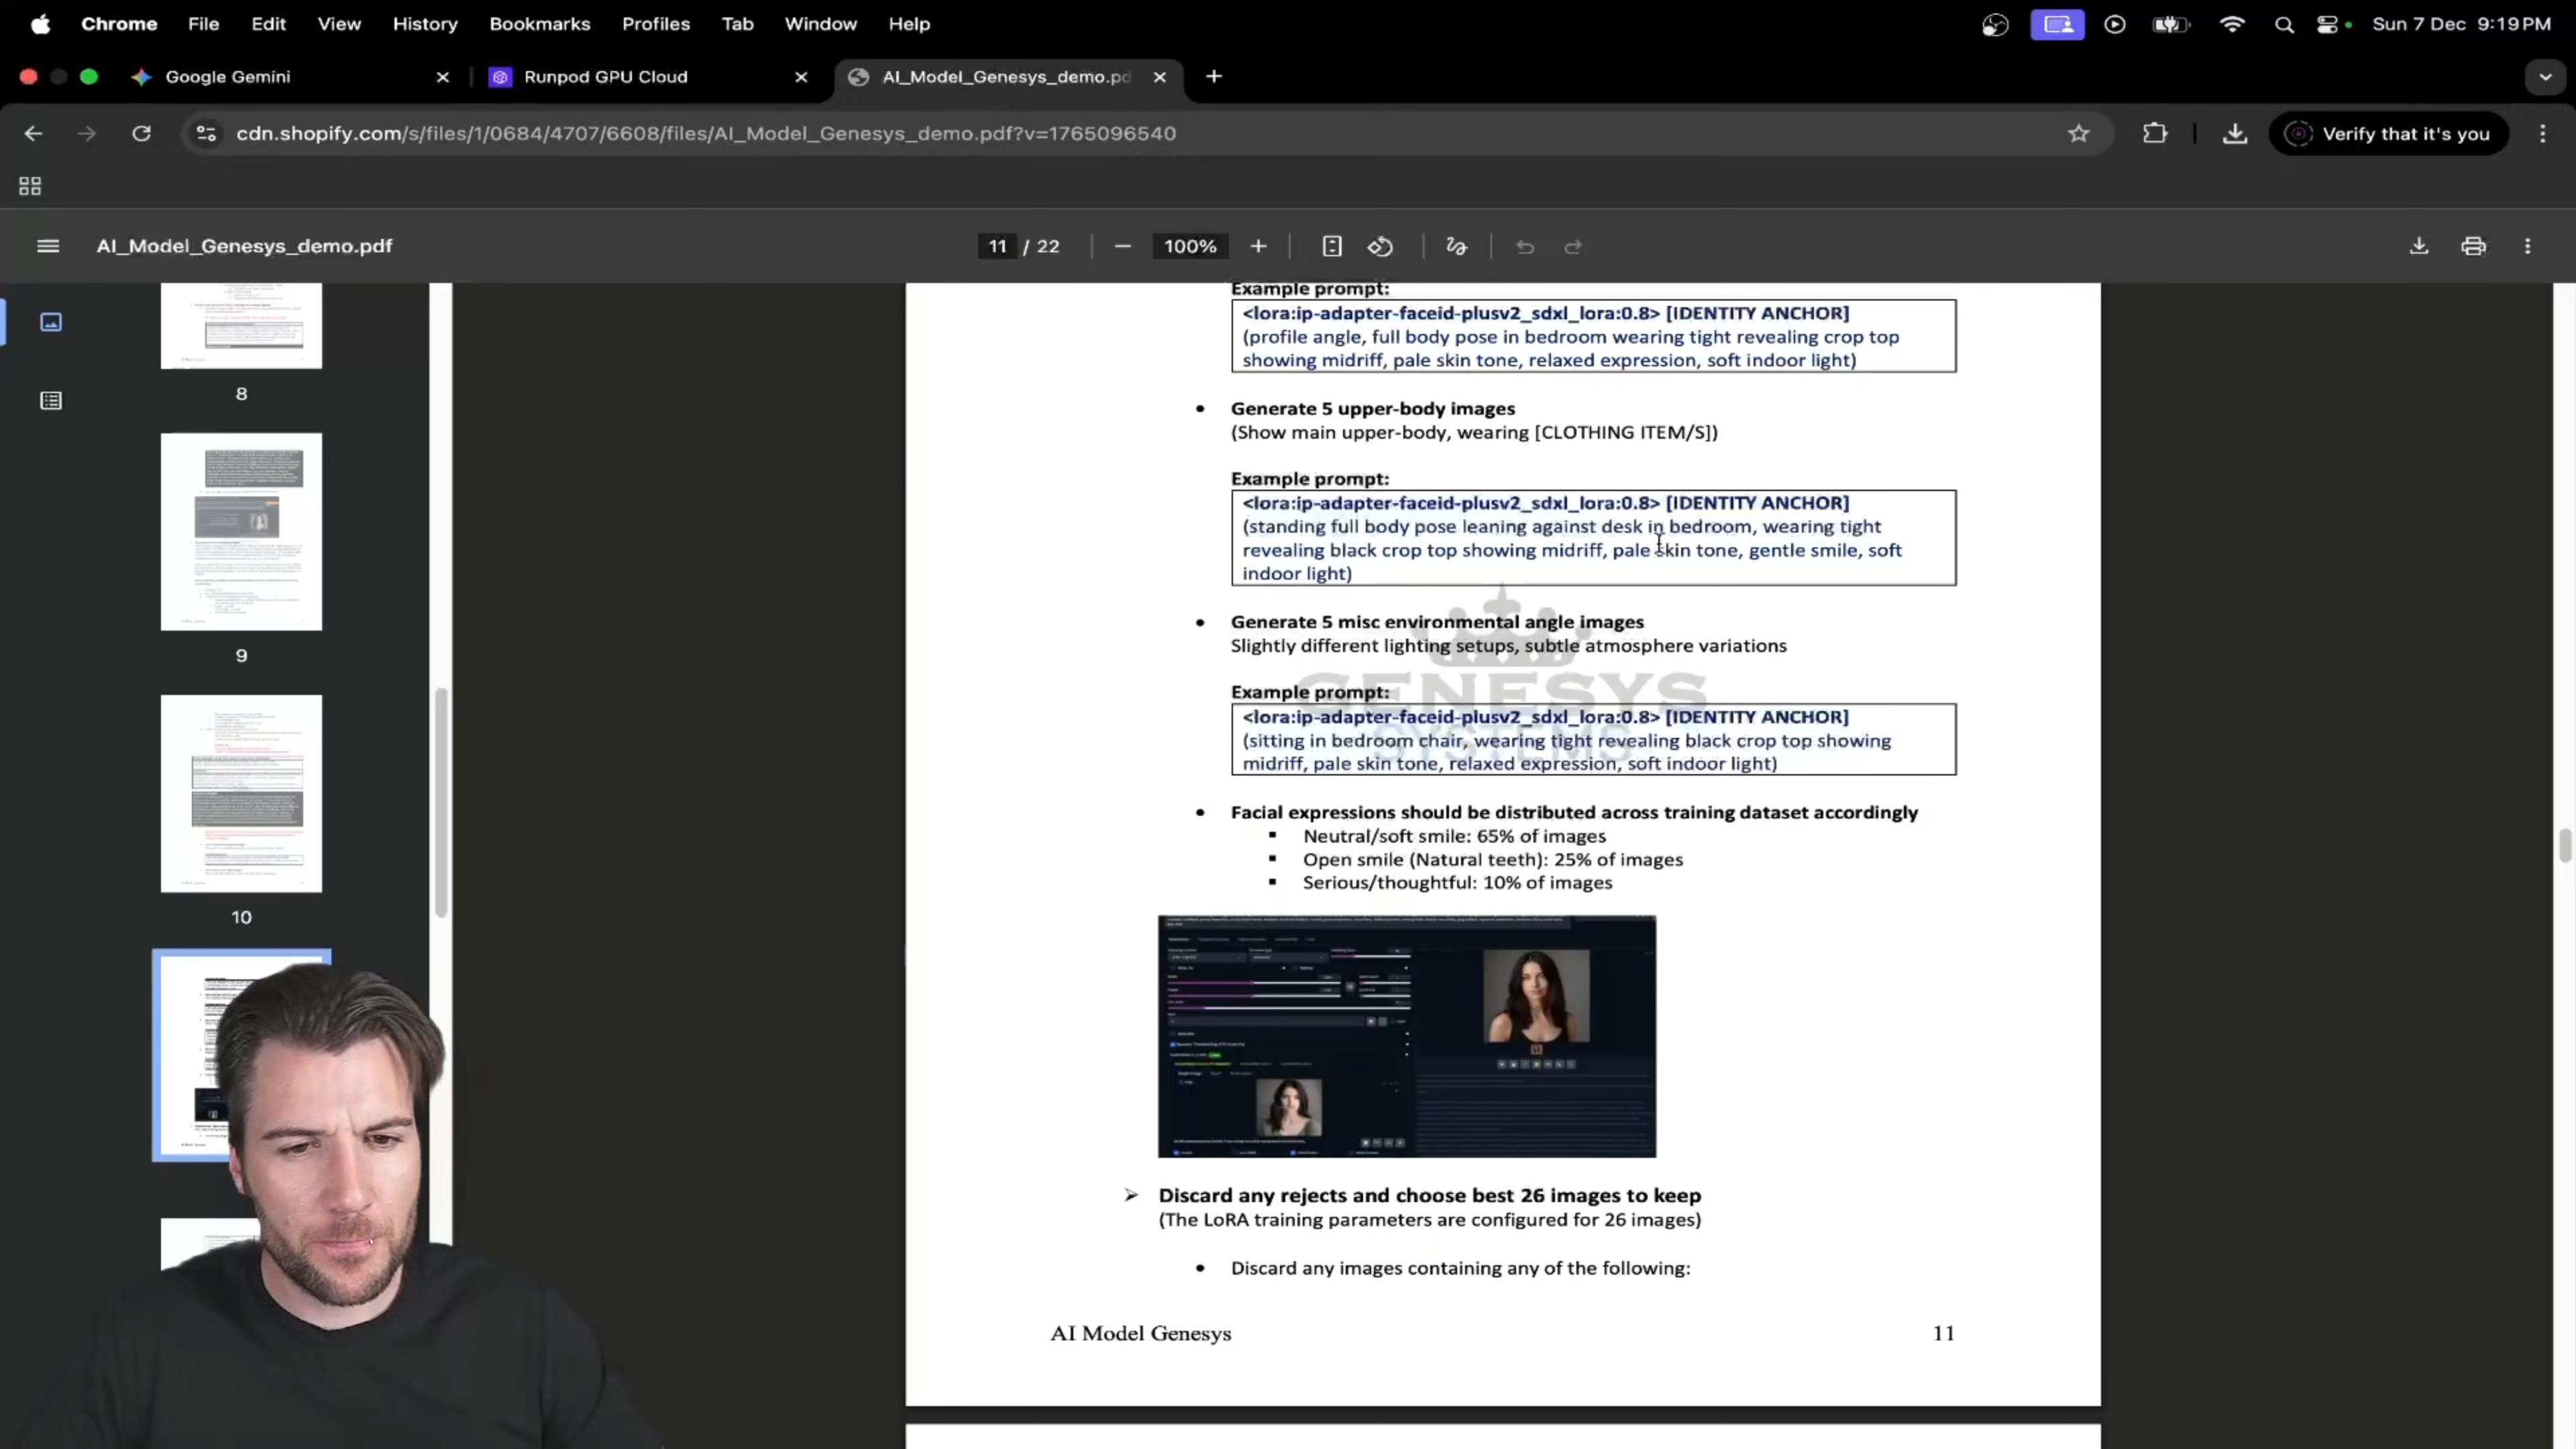 Chrome File Edit View History Bookmarks Profiles Tab Window Help Sun 7 Dec 9:19 PM
Google Gemini Runpod GPU Cloud AI_Model_Genesys_demo.pd
cdn.shopify.com/s/files/1/0684/4707/6608/files/AI_Model_Genesys_demo.pdf?v=1765096540 Verify that it's you
AI_Model_Genesys_demo.pdf 11 / 22 100%
8
9
10
Example prompt:
<lora:ip-adapter-faceid-plusv2_sdxl_lora:0.8> [IDENTITY ANCHOR]
(profile angle, full body pose in bedroom wearing tight revealing crop top
showing midriff, pale skin tone, relaxed expression, soft indoor light)
• Generate 5 upper-body images
(Show main upper-body, wearing [CLOTHING ITEM/S])
Example prompt:
<lora:ip-adapter-faceid-plusv2_sdxl_lora:0.8> [IDENTITY ANCHOR]
(standing full body pose leaning against desk in bedroom, wearing tight
revealing black crop top showing midriff, pale skin tone, gentle smile, soft
indoor light)
• Generate 5 misc environmental angle images
Slightly different lighting setups, subtle atmosphere variations
GENESYS
SYSTEMS
Example prompt:
<lora:ip-adapter-faceid-plusv2_sdxl_lora:0.8> [IDENTITY ANCHOR]
(sitting in bedroom chair, wearing tight revealing black crop top showing
midriff, pale skin tone, relaxed expression, soft indoor light)
• Facial expressions should be distributed across training dataset accordingly
▪ Neutral/soft smile: 65% of images
▪ Open smile (Natural teeth): 25% of images
▪ Serious/thoughtful: 10% of images
➢ Discard any rejects and choose best 26 images to keep
(The LoRA training parameters are configured for 26 images)
• Discard any images containing any of the following:
AI Model Genesys 11